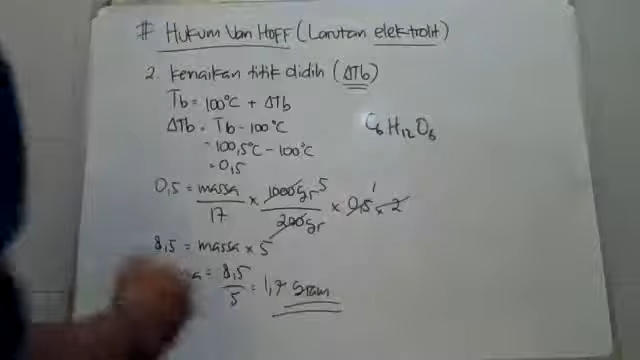 # Hukum Van Hoff (Larutan elektrolit)
2. kenaikan titik didih (ΔTb)
Tb = 100°C + ΔTb
ΔTb = Tb - 100°C
= 100,5°C - 100°C
= 0,5
C6H12O6
0,5 = massa/17 × 1000gr/200gr 5 × 0,5 × 2 1
8,5 = massa × 5
= 8,5/5 = 1,7 gram